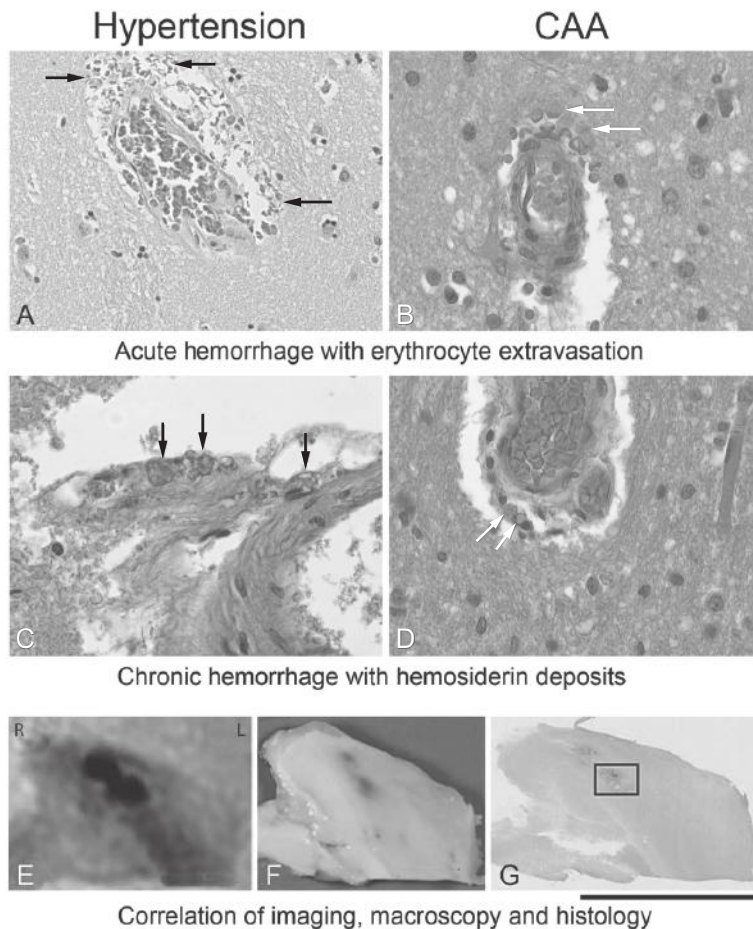 Hypertension CAA
A B
Acute hemorrhage with erythrocyte extravasation
C D
Chronic hemorrhage with hemosiderin deposits
R L
E F G
Correlation of imaging, macroscopy and histology